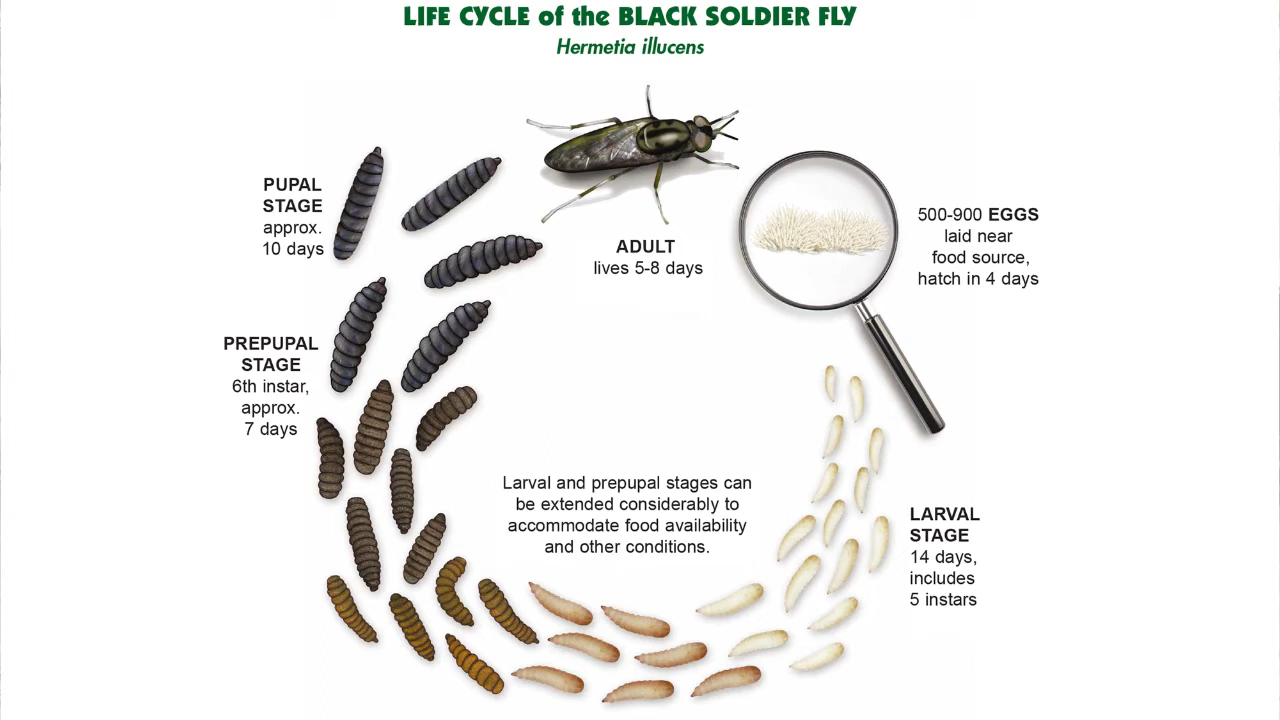 LIFE CYCLE of the BLACK SOLDIER FLY
Hermetia illucens
PUPAL
STAGE
approx.
10 days
ADULT
lives 5-8 days
500-900 EGGS
laid near
food source,
hatch in 4 days
PREPUPAL
STAGE
6th instar,
approx.
7 days
Larval and prepupal stages can
be extended considerably to
accommodate food availability
and other conditions.
LARVAL
STAGE
14 days,
includes
5 instars